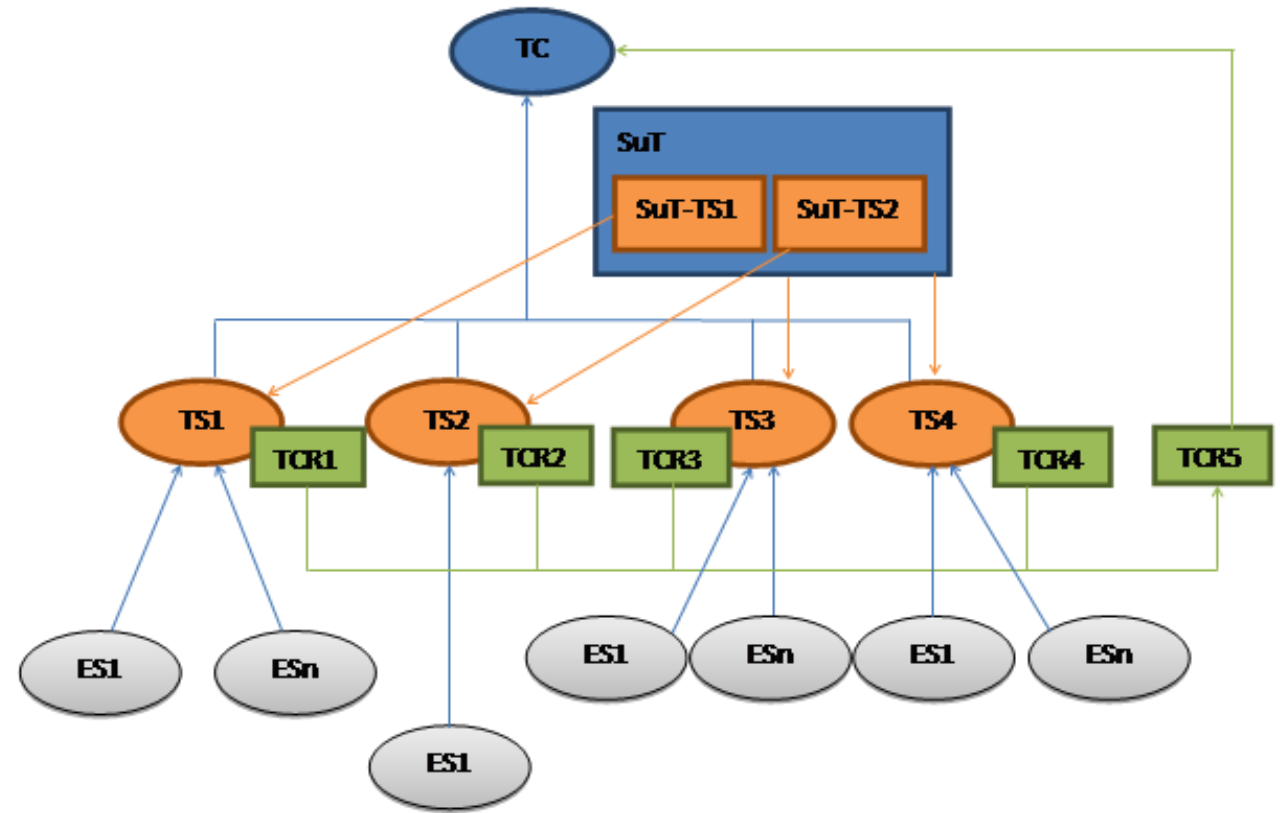 TC
SuT
SuT-TS1
SuT-TS2
TS1
TS2
TS3
TS4
TCR1
TCR2
TCR3
TCR4
TCR5
ES1
ESn
ES1
ESn
ES1
ESn
ES1